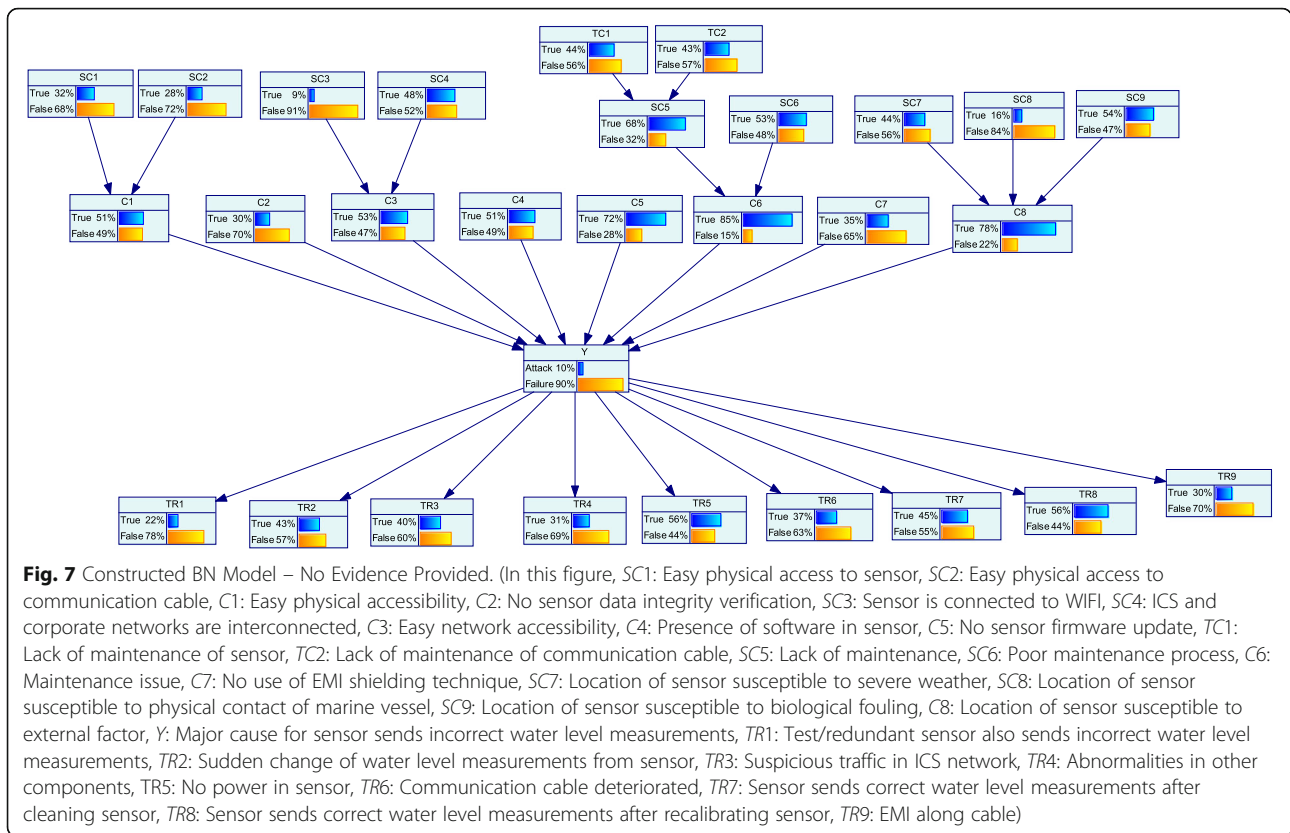 TC1
True 44%
False 56%
TC2
True 43%
False 57%
SC1
True 32%
False 68%
SC2
True 28%
False 72%
SC3
True 9%
False 91%
SC4
True 48%
False 52%
SC5
True 68%
False 32%
SC6
True 53%
False 48%
SC7
True 44%
False 56%
SC8
True 16%
False 84%
SC9
True 54%
False 47%
C1
True 51%
False 49%
C2
True 30%
False 70%
C3
True 53%
False 47%
C4
True 51%
False 49%
C5
True 72%
False 28%
C6
True 85%
False 15%
C7
True 35%
False 65%
C8
True 78%
False 22%
Y
Attack 10%
Failure 90%
TR1
True 22%
False 78%
TR2
True 43%
False 57%
TR3
True 40%
False 60%
TR4
True 31%
False 69%
TR5
True 56%
False 44%
TR6
True 37%
False 63%
TR7
True 45%
False 55%
TR8
True 56%
False 44%
TR9
True 30%
False 70%
Fig. 7 Constructed BN Model – No Evidence Provided. (In this figure, SC1: Easy physical access to sensor, SC2: Easy physical access to
communication cable, C1: Easy physical accessibility, C2: No sensor data integrity verification, SC3: Sensor is connected to WIFI, SC4: ICS and
corporate networks are interconnected, C3: Easy network accessibility, C4: Presence of software in sensor, C5: No sensor firmware update, TC1:
Lack of maintenance of sensor, TC2: Lack of maintenance of communication cable, SC5: Lack of maintenance, SC6: Poor maintenance process, C6:
Maintenance issue, C7: No use of EMI shielding technique, SC7: Location of sensor susceptible to severe weather, SC8: Location of sensor
susceptible to physical contact of marine vessel, SC9: Location of sensor susceptible to biological fouling, C8: Location of sensor susceptible to
external factor, Y: Major cause for sensor sends incorrect water level measurements, TR1: Test/redundant sensor also sends incorrect water level
measurements, TR2: Sudden change of water level measurements from sensor, TR3: Suspicious traffic in ICS network, TR4: Abnormalities in other
components, TR5: No power in sensor, TR6: Communication cable deteriorated, TR7: Sensor sends correct water level measurements after
cleaning sensor, TR8: Sensor sends correct water level measurements after recalibrating sensor, TR9: EMI along cable)